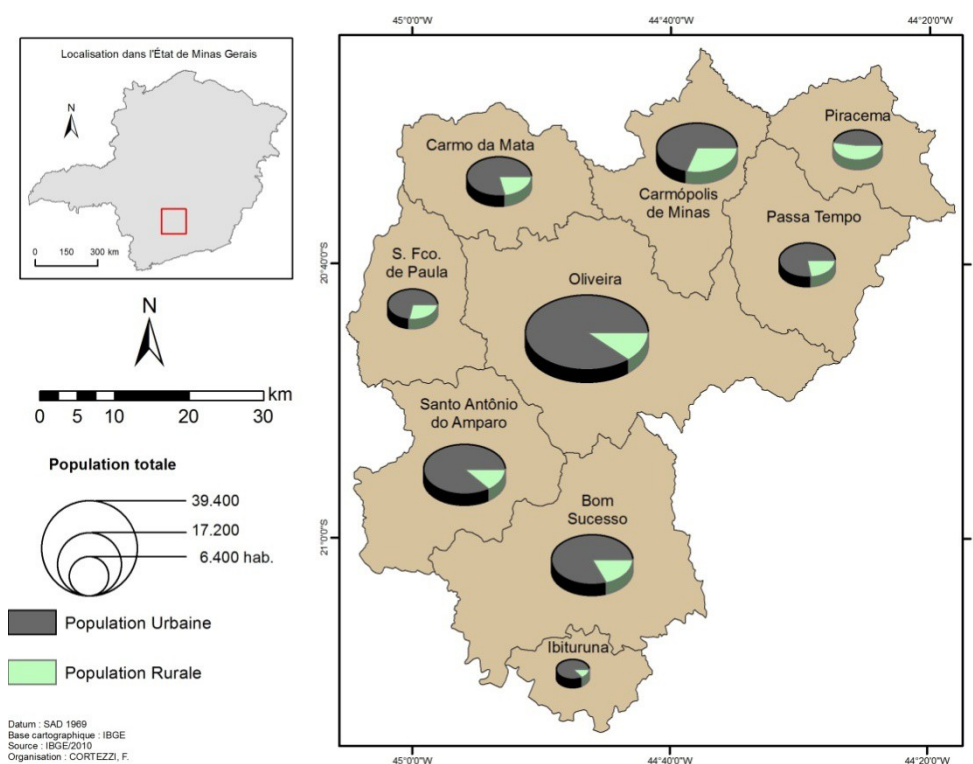 Localisation dans l'État de Minas Gerais
N
0 150 300 km
N
0 5 10 20 30 km
Population totale
39.400
17.200
6.400 hab.
Population Urbaine
Population Rurale
Datum : SAD 1969
Base cartographique : IBGE
Source : IBGE/2010
Organisation : CORTEZZI, F.
45°0'0"W 44°40'0"W 44°20'0"W
20°40'0"S
21°0'0"S
Piracema
Carmo da Mata
Carmópolis
de Minas
Passa Tempo
S. Fco.
de Paula
Oliveira
Santo Antônio
do Amparo
Bom
Sucesso
Ibituruna
45°0'0"W 44°40'0"W 44°20'0"W